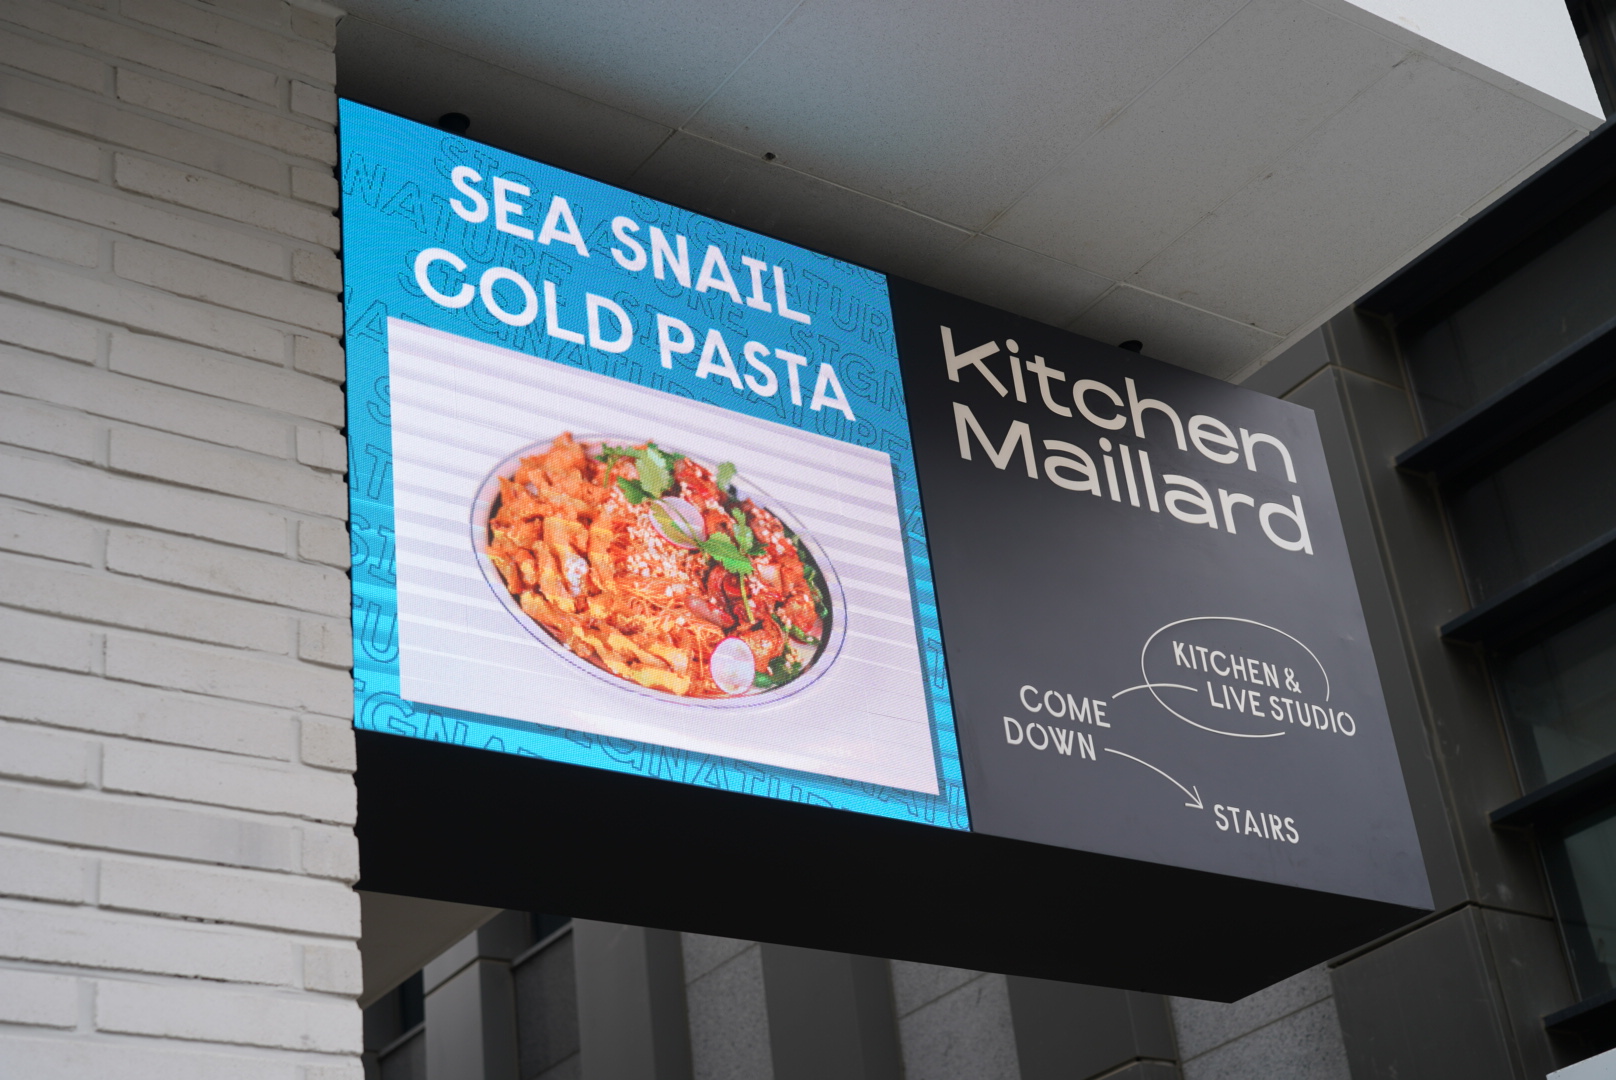 SEA SNAIL
COLD PASTA
Kitchen
Maillard
KITCHEN &
LIVE STUDIO
COME
DOWN
STAIRS